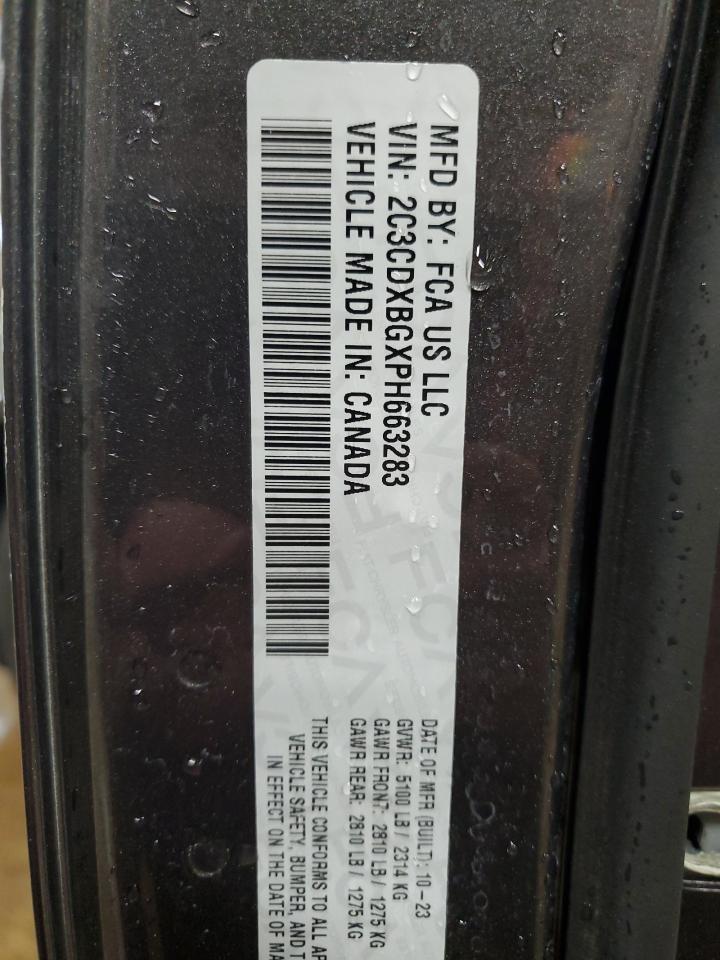 MFD BY: FCA US LLC
VIN: 2C3CDXBGXPH663283
VEHICLE MADE IN: CANADA
DATE OF MFR (BUILT): 10-23
GVWR: 5100 LB / 2314 KG
GAWR FRONT: 2810 LB / 1275 KG
GAWR REAR: 2810 LB / 1275 KG
THIS VEHICLE CONFORMS TO ALL
VEHICLE SAFETY, BUMPER, AND
IN EFFECT ON THE DATE OF